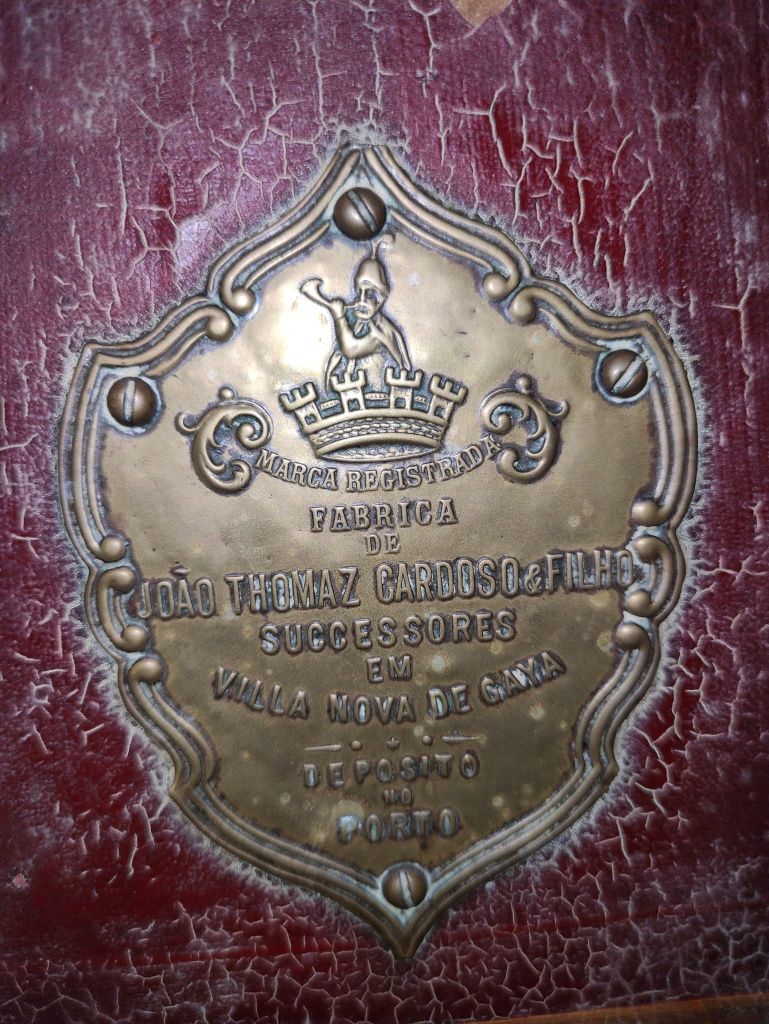 MARCA REGISTRADA
FABRICA
DE
JOÃO THOMAZ CARDOSO & FILHO
SUCCESSORES
EM
VILLA NOVA DE GAYA
DEPOSITO
NO
PORTO